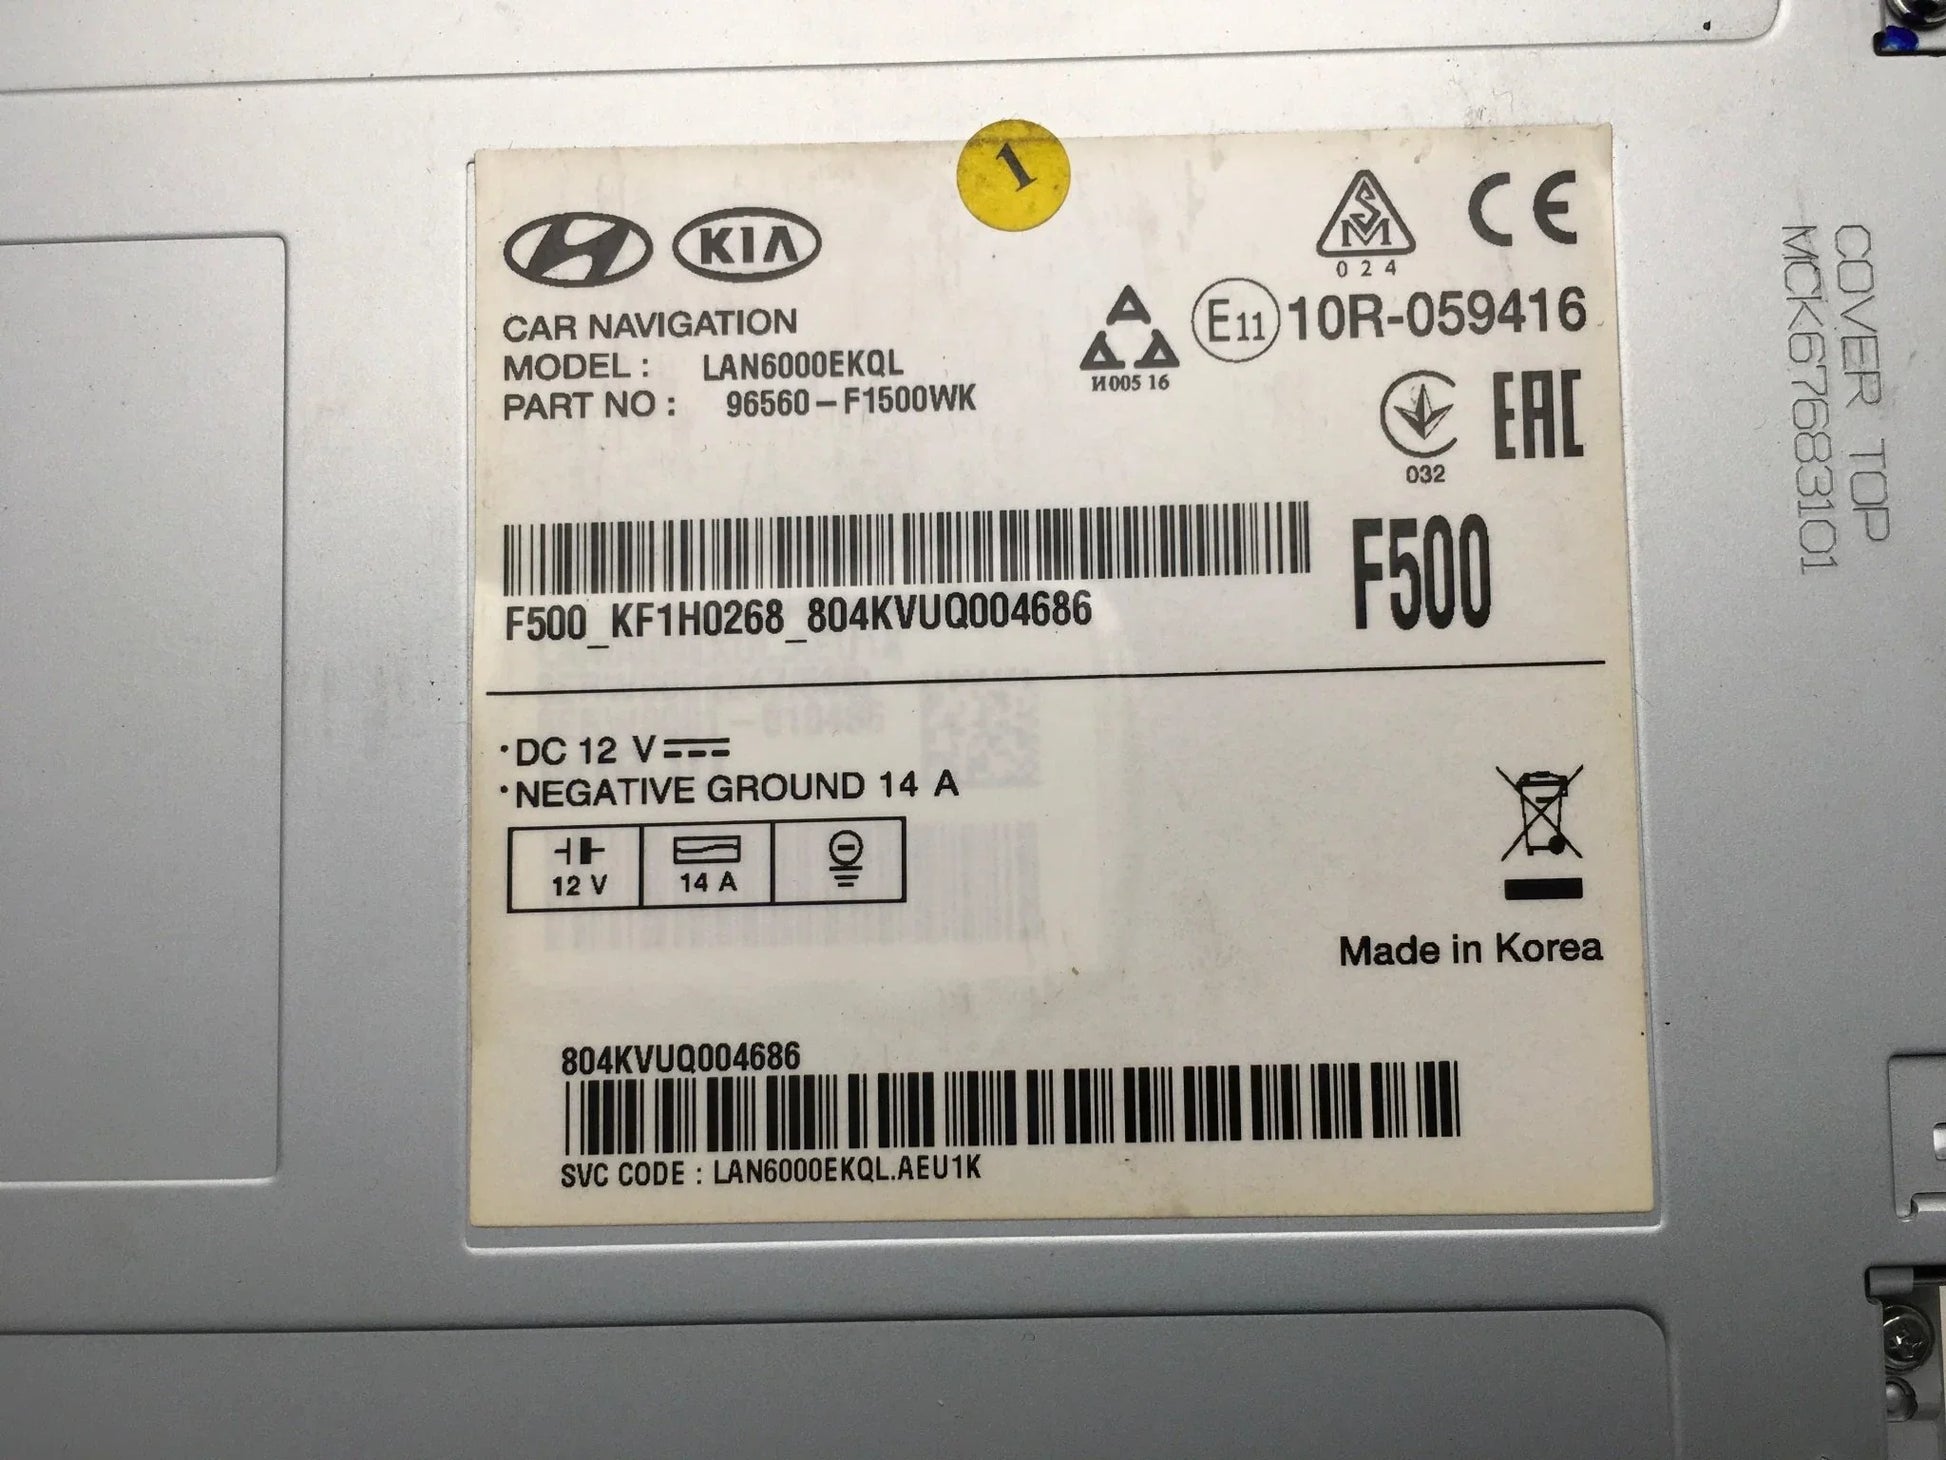 1
KIA
SM
024
CE
CAR NAVIGATION
MODEL : LAN6000EKQL
PART NO : 96560-F1500WK
И005 16
E11 10R-059416
032
EAC
F500_KF1H0268_804KVUQ004686
F500
•DC 12 V
•NEGATIVE GROUND 14 A
12 V
14 A
Made in Korea
804KVUQ004686
SVC CODE : LAN6000EKQL.AEU1K
COVER TOP
MCK67683101